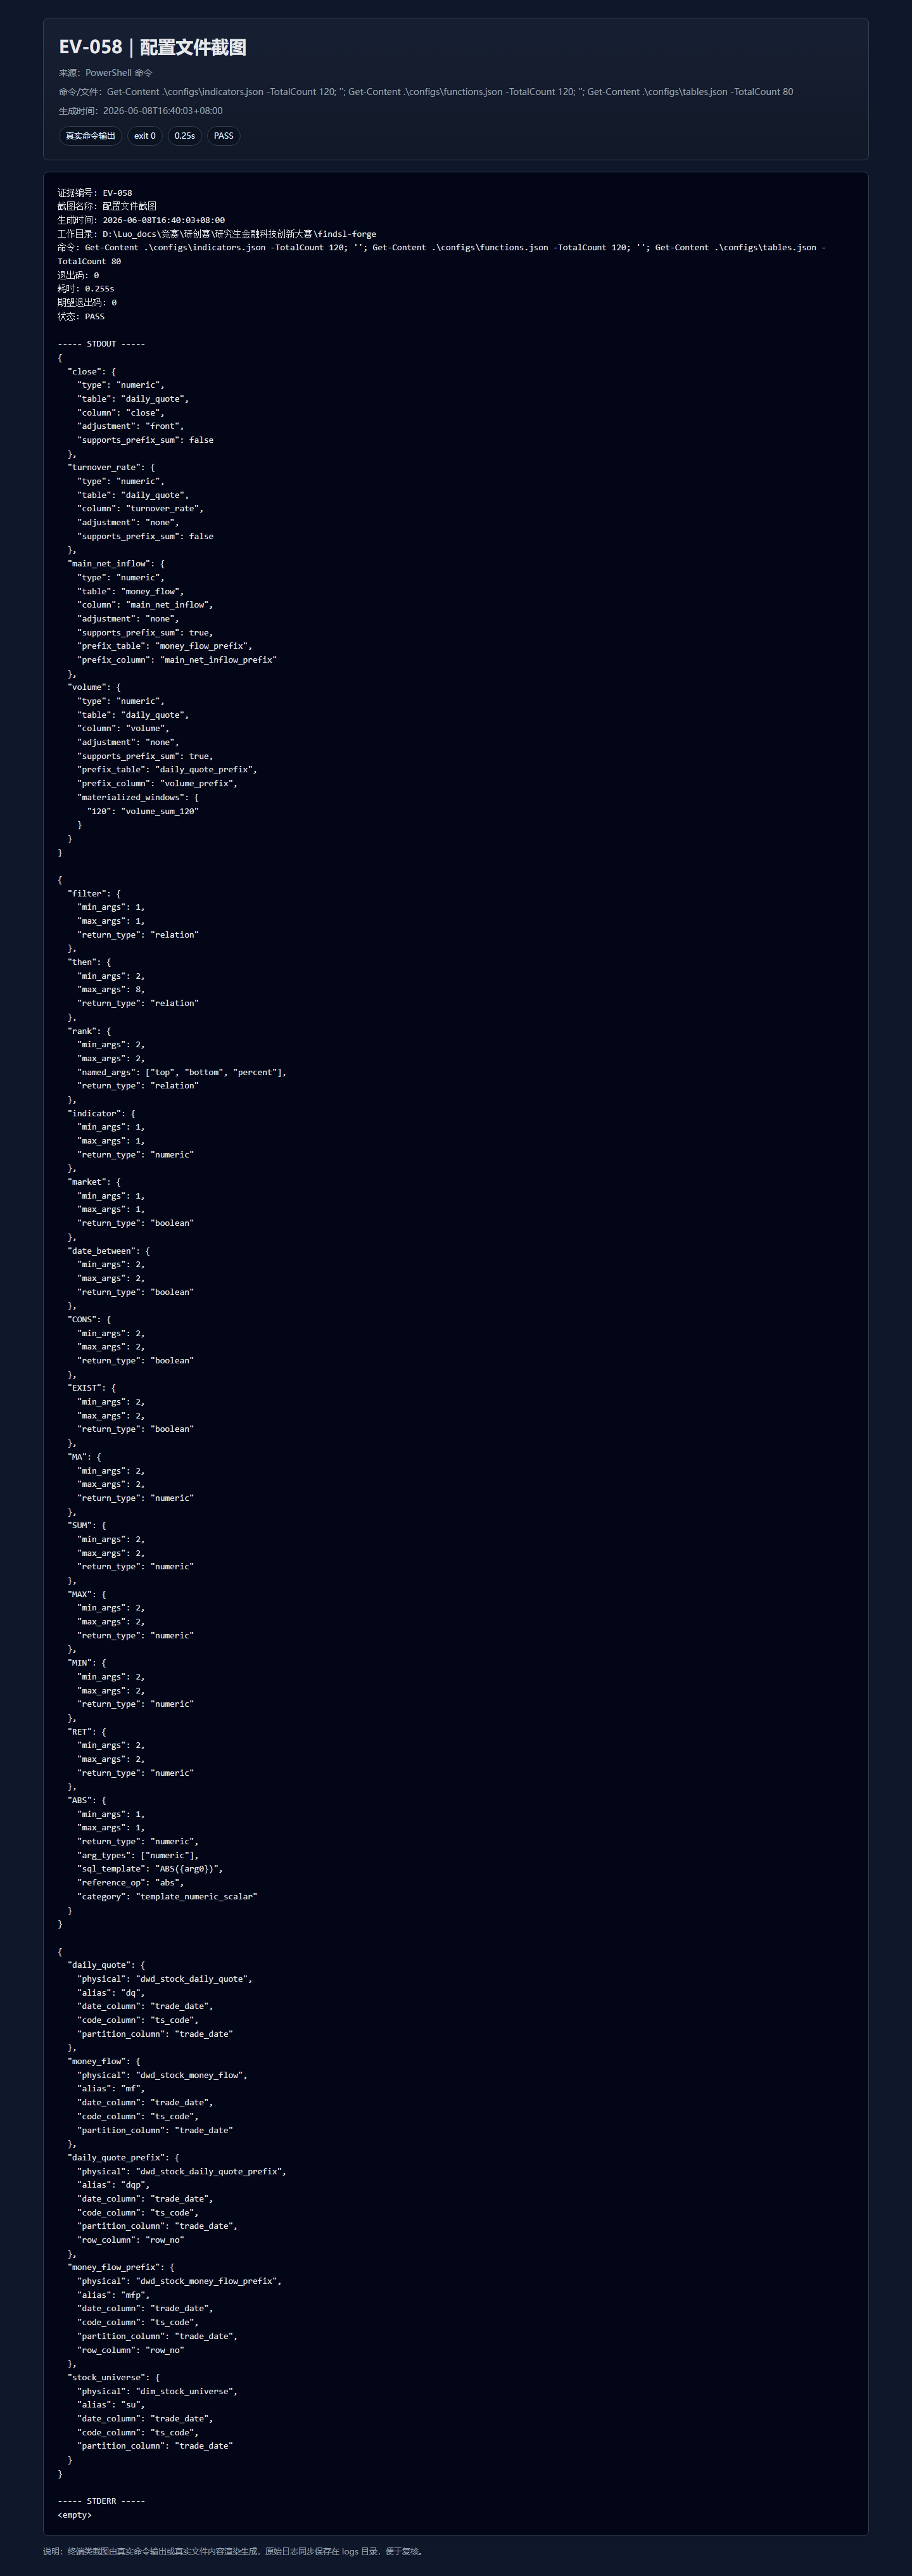 EV-058 | 配置文件截图
来源：PowerShell 命令
命令/文件：Get-Content .\configs\indicators.json -TotalCount 120; ''; Get-Content .\configs\functions.json -TotalCount 120; ''; Get-Content .\configs\tables.json -TotalCount 80
生成时间：2026-06-08T16:40:03+08:00
真实命令输出 exit 0 0.25s PASS
证据编号: EV-058
截图名称: 配置文件截图
生成时间: 2026-06-08T16:40:03+08:00
工作目录: D:\Luo_docs\竞赛\研创赛\研究生金融科技创新大赛\findsl-forge
命令: Get-Content .\configs\indicators.json -TotalCount 120; ''; Get-Content .\configs\functions.json -TotalCount 120; ''; Get-Content .\configs\tables.json -
TotalCount 80
退出码: 0
耗时: 0.255s
期望退出码: 0
状态: PASS
----- STDOUT -----
{
  "close": {
    "type": "numeric",
    "table": "daily_quote",
    "column": "close",
    "adjustment": "front",
    "supports_prefix_sum": false
  },
  "turnover_rate": {
    "type": "numeric",
    "table": "daily_quote",
    "column": "turnover_rate",
    "adjustment": "none",
    "supports_prefix_sum": false
  },
  "main_net_inflow": {
    "type": "numeric",
    "table": "money_flow",
    "column": "main_net_inflow",
    "adjustment": "none",
    "supports_prefix_sum": true,
    "prefix_table": "money_flow_prefix",
    "prefix_column": "main_net_inflow_prefix"
  },
  "volume": {
    "type": "numeric",
    "table": "daily_quote",
    "column": "volume",
    "adjustment": "none",
    "supports_prefix_sum": true,
    "prefix_table": "daily_quote_prefix",
    "prefix_column": "volume_prefix",
    "materialized_windows": {
      "120": "volume_sum_120"
    }
  }
}
{
  "filter": {
    "min_args": 1,
    "max_args": 1,
    "return_type": "relation"
  },
  "then": {
    "min_args": 2,
    "max_args": 8,
    "return_type": "relation"
  },
  "rank": {
    "min_args": 2,
    "max_args": 2,
    "named_args": ["top", "bottom", "percent"],
    "return_type": "relation"
  },
  "indicator": {
    "min_args": 1,
    "max_args": 1,
    "return_type": "numeric"
  },
  "market": {
    "min_args": 1,
    "max_args": 1,
    "return_type": "boolean"
  },
  "date_between": {
    "min_args": 2,
    "max_args": 2,
    "return_type": "boolean"
  },
  "CONS": {
    "min_args": 2,
    "max_args": 2,
    "return_type": "boolean"
  },
  "EXIST": {
    "min_args": 2,
    "max_args": 2,
    "return_type": "boolean"
  },
  "MA": {
    "min_args": 2,
    "max_args": 2,
    "return_type": "numeric"
  },
  "SUM": {
    "min_args": 2,
    "max_args": 2,
    "return_type": "numeric"
  },
  "MAX": {
    "min_args": 2,
    "max_args": 2,
    "return_type": "numeric"
  },
  "MIN": {
    "min_args": 2,
    "max_args": 2,
    "return_type": "numeric"
  },
  "RET": {
    "min_args": 2,
    "max_args": 2,
    "return_type": "numeric"
  },
  "ABS": {
    "min_args": 1,
    "max_args": 1,
    "return_type": "numeric",
    "arg_types": ["numeric"],
    "sql_template": "ABS({arg0})",
    "reference_op": "abs",
    "category": "template_numeric_scalar"
  }
}
{
  "daily_quote": {
    "physical": "dwd_stock_daily_quote",
    "alias": "dq",
    "date_column": "trade_date",
    "code_column": "ts_code",
    "partition_column": "trade_date"
  },
  "money_flow": {
    "physical": "dwd_stock_money_flow",
    "alias": "mf",
    "date_column": "trade_date",
    "code_column": "ts_code",
    "partition_column": "trade_date"
  },
  "daily_quote_prefix": {
    "physical": "dwd_stock_daily_quote_prefix",
    "alias": "dqp",
    "date_column": "trade_date",
    "code_column": "ts_code",
    "partition_column": "trade_date",
    "row_column": "row_no"
  },
  "money_flow_prefix": {
    "physical": "dwd_stock_money_flow_prefix",
    "alias": "mfp",
    "date_column": "trade_date",
    "code_column": "ts_code",
    "partition_column": "trade_date",
    "row_column": "row_no"
  },
  "stock_universe": {
    "physical": "dim_stock_universe",
    "alias": "su",
    "date_column": "trade_date",
    "code_column": "ts_code",
    "partition_column": "trade_date"
  }
}
----- STDERR -----
<empty>
说明：终端类截图由真实命令输出或真实文件内容渲染生成，原始日志同步保存在 logs 目录，便于复核。